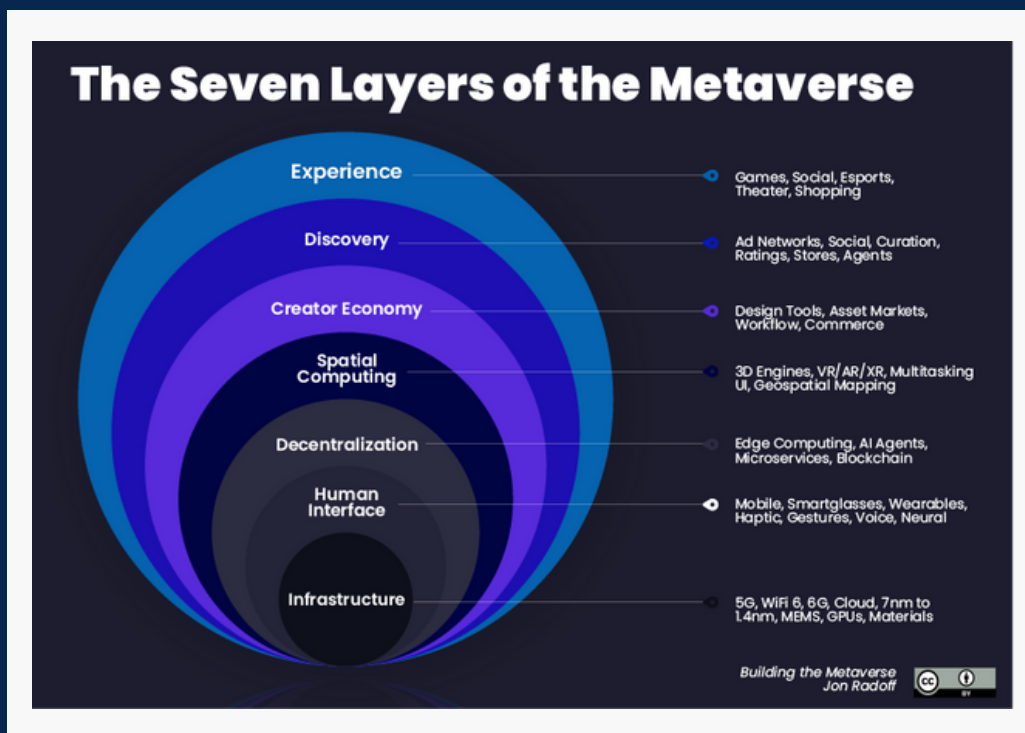 The Seven Layers of the Metaverse
Experience
Games, Social, Esports,
Theater, Shopping
Discovery
Ad Networks, Social, Curation,
Ratings, Stores, Agents
Creator Economy
Design Tools, Asset Markets,
Workflow, Commerce
Spatial
Computing
3D Engines, VR/AR/XR, Multitasking
UI, Geospatial Mapping
Decentralization
Edge Computing, AI Agents,
Microservices, Blockchain
Human
Interface
Mobile, Smartglasses, Wearables,
Haptic, Gestures, Voice, Neural
Infrastructure
5G, WiFi 6, 6G, Cloud, 7nm to
1.4nm, MEMS, GPUs, Materials
Building the Metaverse
Jon Radoff
cc
BY